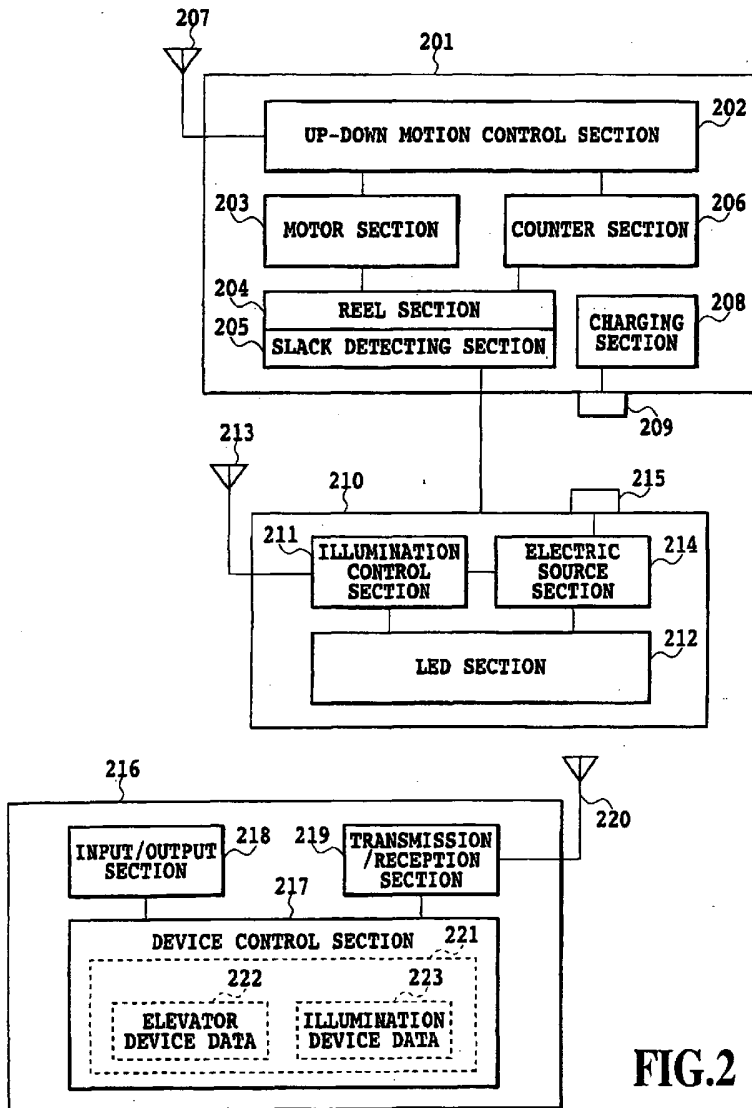 207
201
UP-DOWN MOTION CONTROL SECTION
202
203
MOTOR SECTION
206
COUNTER SECTION
204
REEL SECTION
205
SLACK DETECTING SECTION
208
CHARGING
SECTION
209
213
210
215
211
ILLUMINATION
CONTROL
SECTION
ELECTRIC
SOURCE
SECTION
214
LED SECTION
212
216
220
INPUT/OUTPUT
SECTION
218
219
TRANSMISSION
/RECEPTION
SECTION
217
DEVICE CONTROL SECTION
221
222
ELEVATOR
DEVICE DATA
223
ILLUMINATION
DEVICE DATA
FIG.2